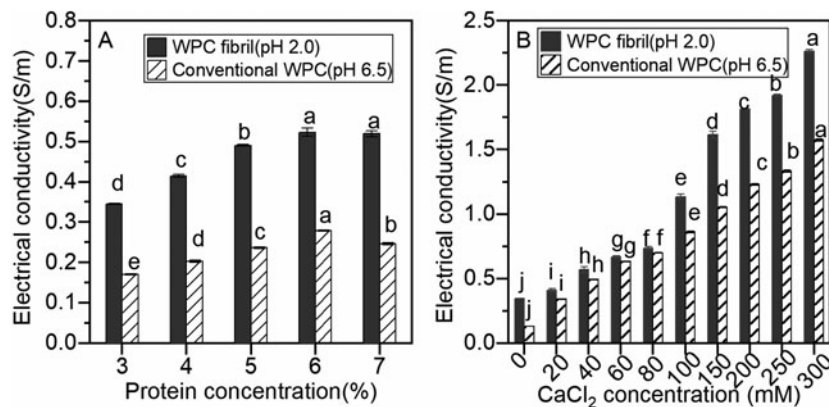 A
WPC fibril(pH 2.0)
Conventional WPC(pH 6.5)
Electrical conductivity(S/m)
0.8
0.7
0.6
0.5
0.4
0.3
0.2
0.1
0.0
d
e
c
d
b
c
a
a
a
b
3 4 5 6 7
Protein concentration(%)
B
WPC fibril(pH 2.0)
Conventional WPC(pH 6.5)
Electrical conductivity(S/m)
2.5
2.0
1.5
1.0
0.5
0.0
j
j
i
i
h
h
g
g
f
f
e
e
d
d
c
c
b
b
a
a
0 20 40 60 80 100 150 200 250 300
CaCl2 concentration (mM)